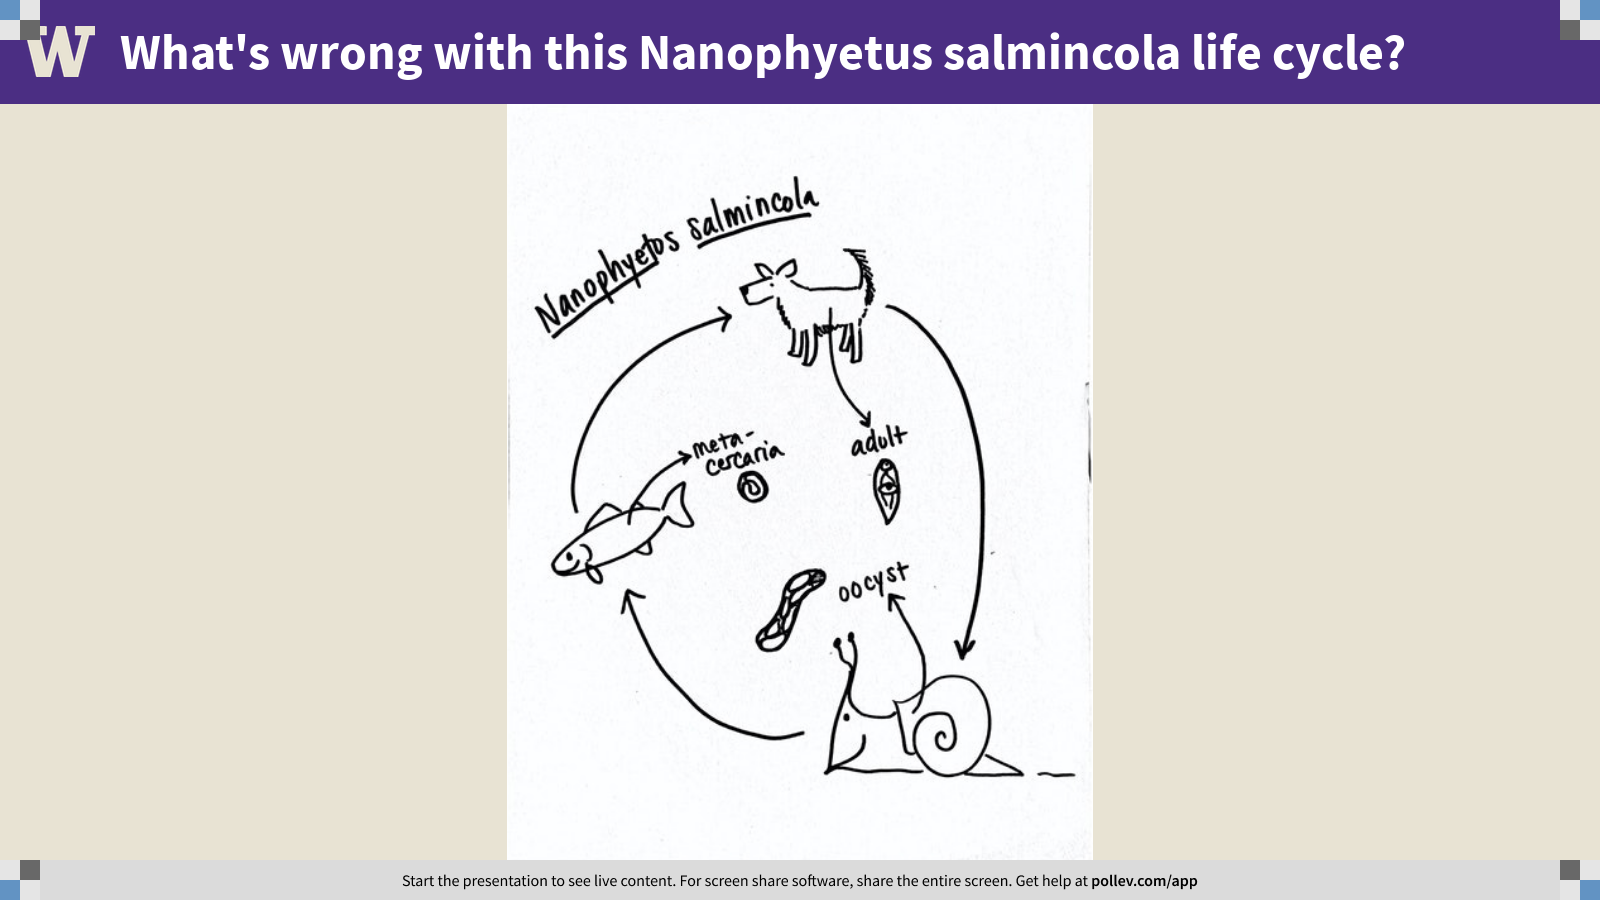 W What's wrong with this Nanophyetus salmincola life cycle?
Nanophyetus salmincola
meta-
cercaria
adult
oocyst
Start the presentation to see live content. For screen share software, share the entire screen. Get help at pollev.com/app